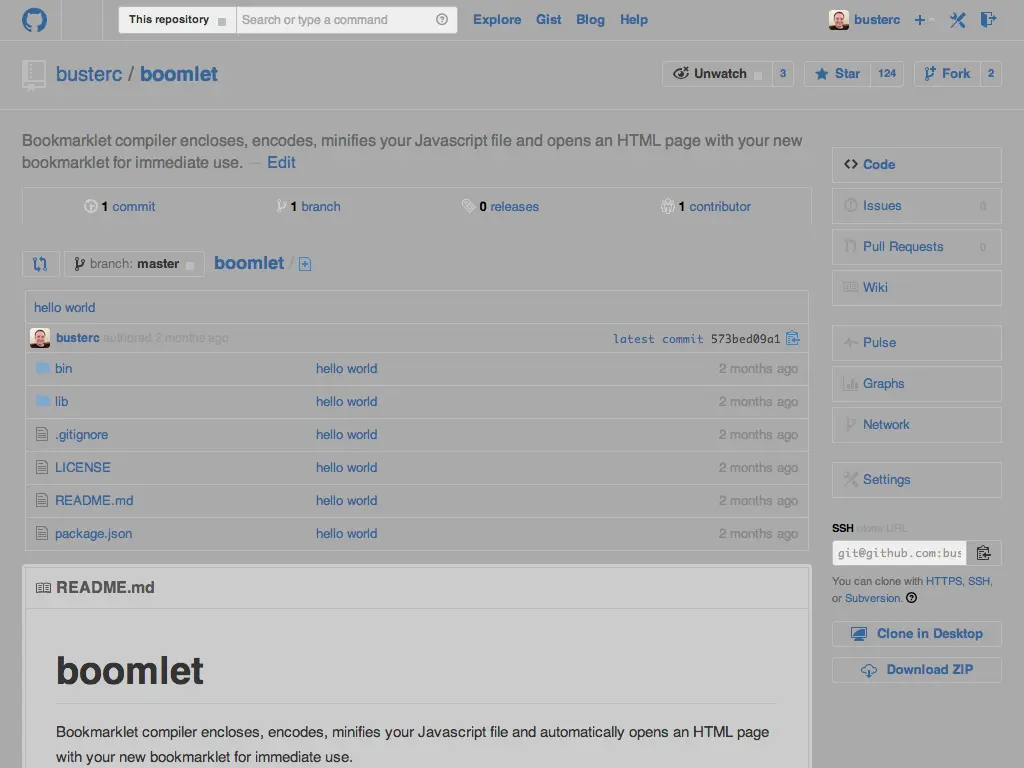 This repository Search or type a command Explore Gist Blog Help busterc
busterc / boomlet Unwatch 3 Star 124 Fork 2
Bookmarklet compiler encloses, encodes, minifies your Javascript file and opens an HTML page with your new
bookmarklet for immediate use. — Edit
1 commit 1 branch 0 releases 1 contributor
branch: master boomlet /
hello world
busterc authored 2 months ago latest commit 573bed09a1
bin hello world 2 months ago
lib hello world 2 months ago
.gitignore hello world 2 months ago
LICENSE hello world 2 months ago
README.md hello world 2 months ago
package.json hello world 2 months ago
README.md
boomlet
Bookmarklet compiler encloses, encodes, minifies your Javascript file and automatically opens an HTML page
with your new bookmarklet for immediate use.
Code
Issues 0
Pull Requests 0
Wiki
Pulse
Graphs
Network
Settings
SSH clone URL
git@github.com:bus
You can clone with HTTPS, SSH,
or Subversion.
Clone in Desktop
Download ZIP